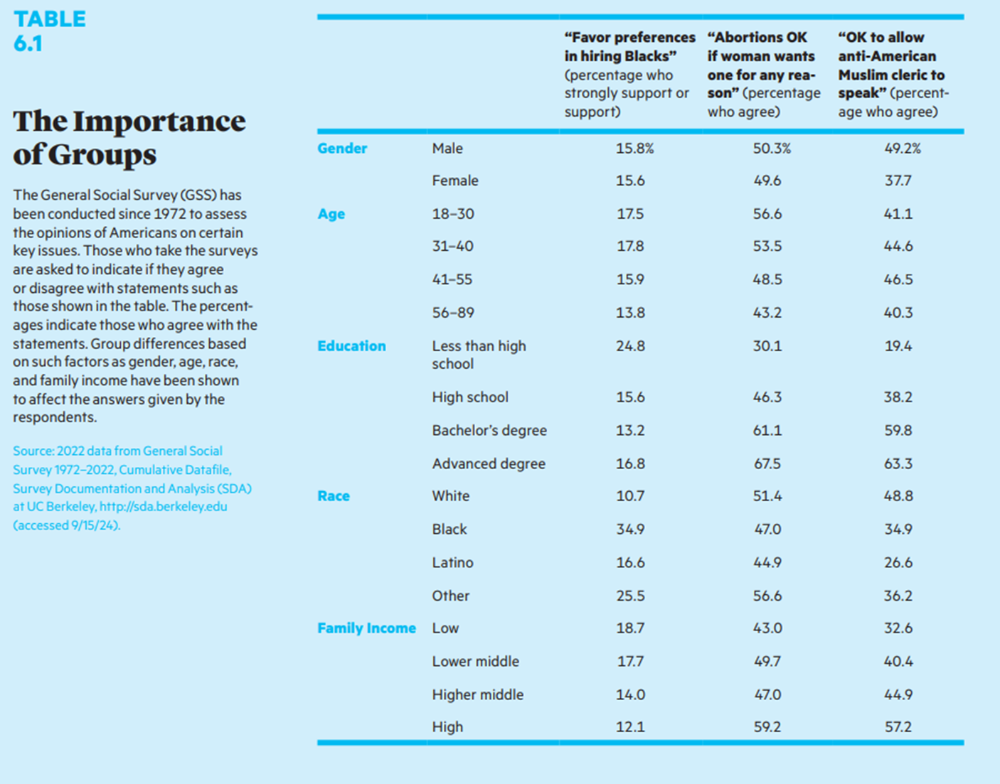 TABLE
6.1
The Importance
of Groups
The General Social Survey (GSS) has
been conducted since 1972 to assess
the opinions of Americans on certain
key issues. Those who take the surveys
are asked to indicate if they agree
or disagree with statements such as
those shown in the table. The percent-
ages indicate those who agree with the
statements. Group differences based
on such factors as gender, age, race,
and family income have been shown
to affect the answers given by the
respondents.
Source: 2022 data from General Social
Survey 1972–2022, Cumulative Datafile,
Survey Documentation and Analysis (SDA)
at UC Berkeley, http://sda.berkeley.edu
(accessed 9/15/24).
“Favor preferences
in hiring Blacks”
(percentage who
strongly support or
support)
“Abortions OK
if woman wants
one for any rea-
son” (percentage
who agree)
“OK to allow
anti-American
Muslim cleric to
speak” (percent-
age who agree)
Gender Male 15.8% 50.3% 49.2%
Female 15.6 49.6 37.7
Age 18–30 17.5 56.6 41.1
31–40 17.8 53.5 44.6
41–55 15.9 48.5 46.5
56–89 13.8 43.2 40.3
Education Less than high 24.8 30.1 19.4
school
High school 15.6 46.3 38.2
Bachelor’s degree 13.2 61.1 59.8
Advanced degree 16.8 67.5 63.3
Race White 10.7 51.4 48.8
Black 34.9 47.0 34.9
Latino 16.6 44.9 26.6
Other 25.5 56.6 36.2
Family Income Low 18.7 43.0 32.6
Lower middle 17.7 49.7 40.4
Higher middle 14.0 47.0 44.9
High 12.1 59.2 57.2